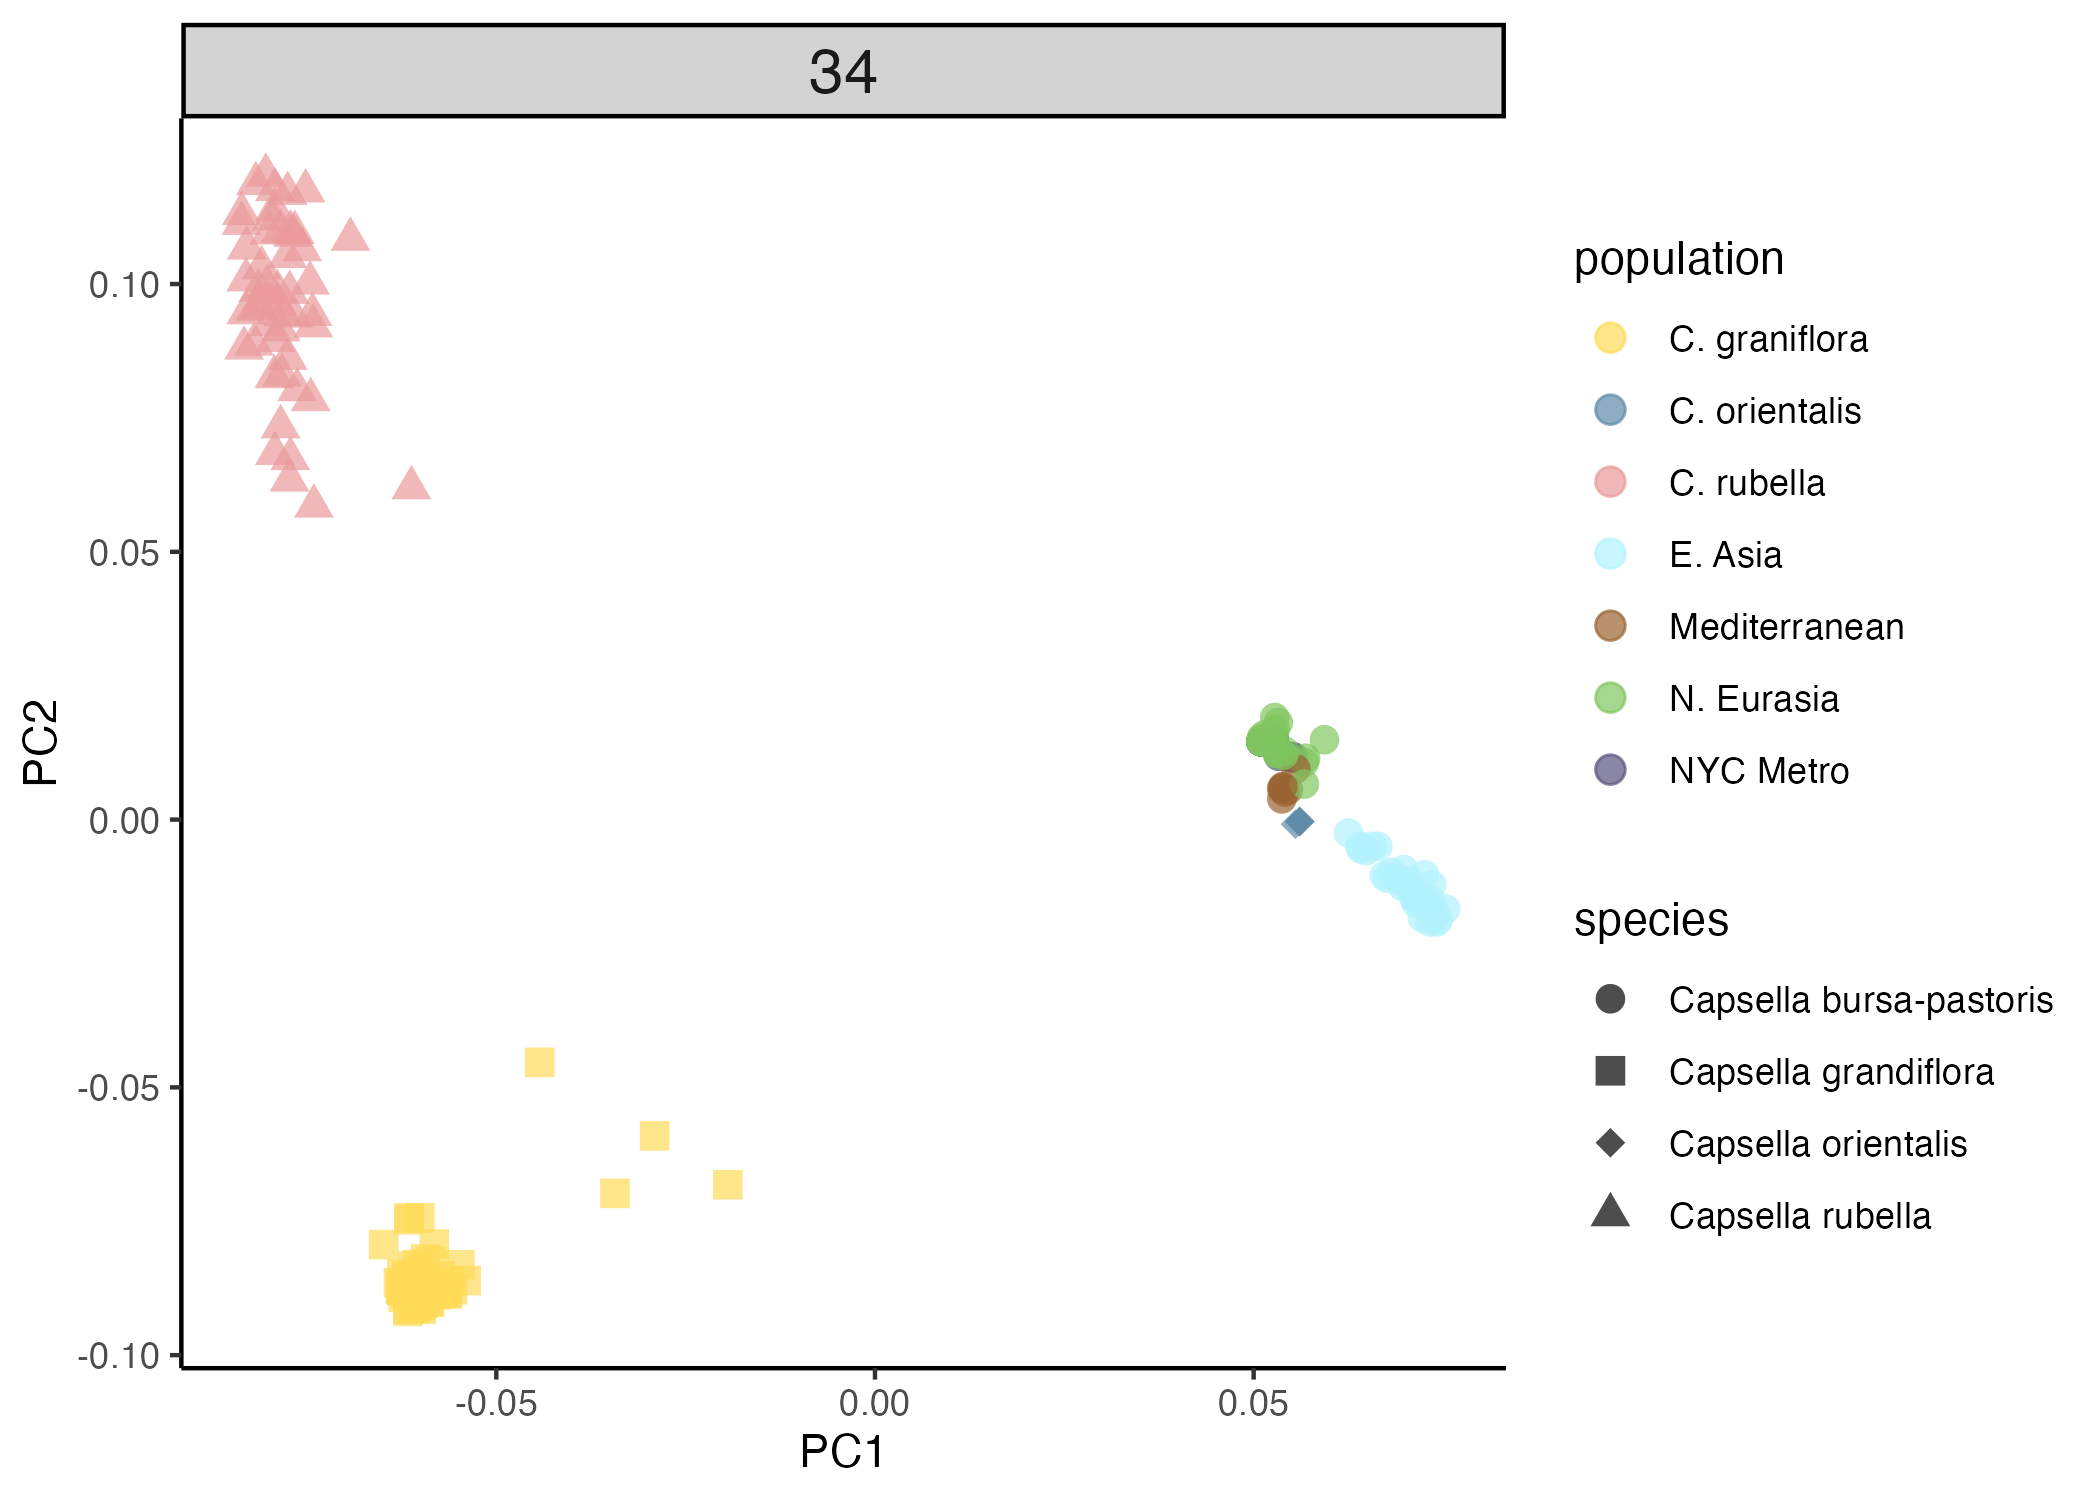 34
0.10
0.05
0.00
-0.05
-0.10
PC2
-0.05
0.00
0.05
PC1
population
C. graniflora
C. orientalis
C. rubella
E. Asia
Mediterranean
N. Eurasia
NYC Metro
species
Capsella bursa-pastoris
Capsella grandiflora
Capsella orientalis
Capsella rubella